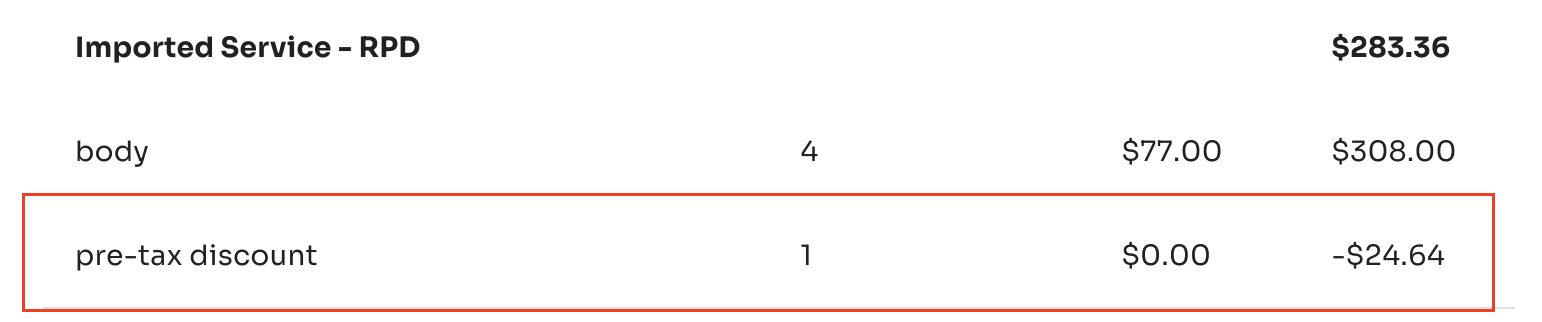 Imported Service - RPD $283.36
body 4 $77.00 $308.00
pre-tax discount 1 $0.00 -$24.64